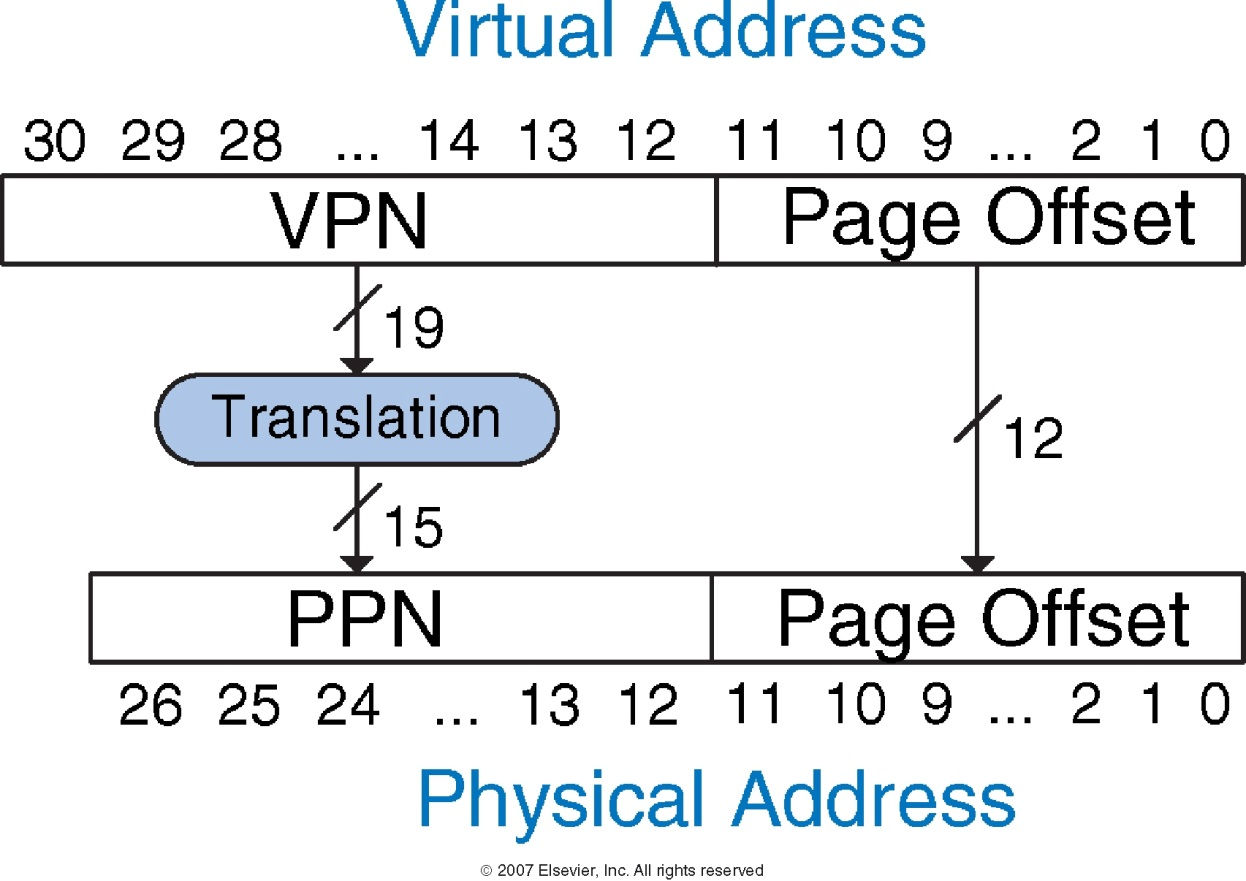 Virtual Address
30 29 28 ... 14 13 12 11 10 9 ... 2 1 0
VPN Page Offset
19
Translation
12
15
PPN Page Offset
26 25 24 ... 13 12 11 10 9 ... 2 1 0
Physical Address
© 2007 Elsevier, Inc. All rights reserved